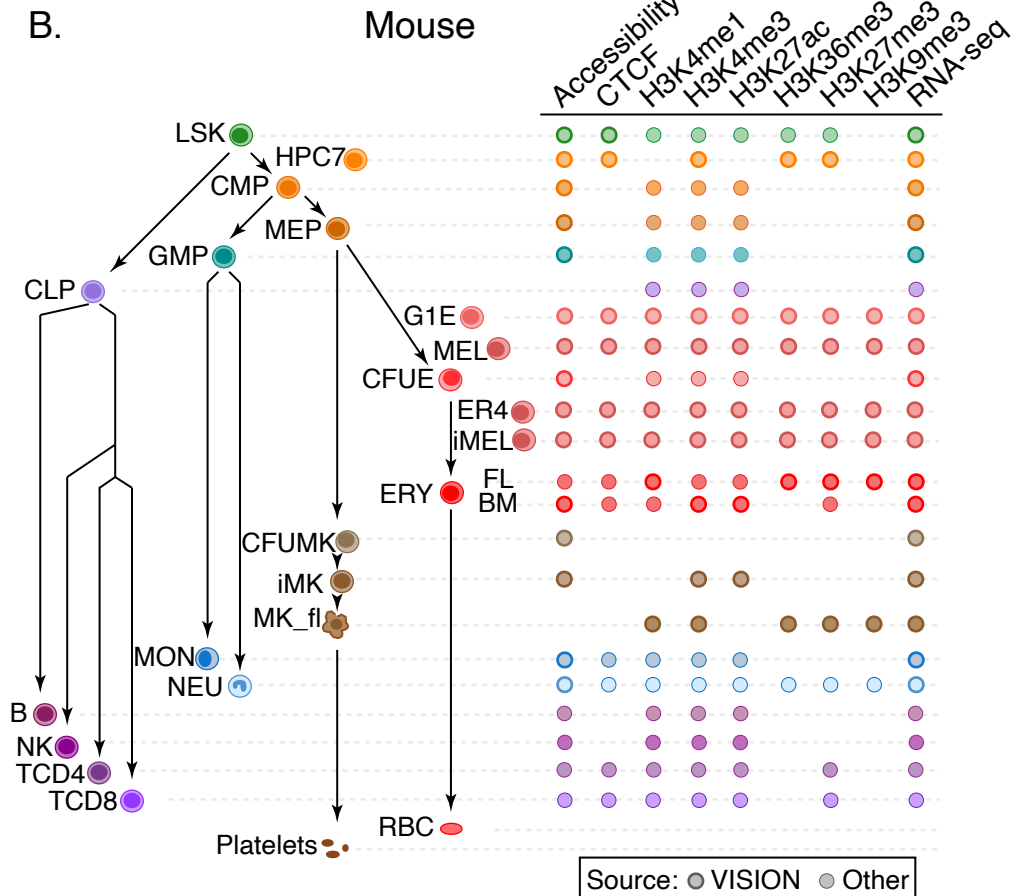 B.
Mouse
Accessibility
CTCF
H3K4me1
H3K4me3
H3K27ac
H3K36me3
H3K27me3
H3K9me3
RNA-seq
LSK
HPC7
CMP
MEP
GMP
CLP
G1E
MEL
CFUE
ER4
iMEL
FL
ERY
BM
CFUMK
iMK
MK_fl
MON
NEU
B
NK
TCD4
TCD8
RBC
Platelets
Source: VISION Other